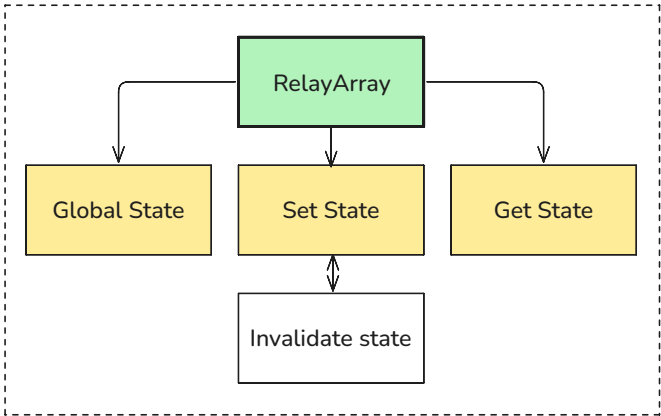 RelayArray
Global State
Set State
Get State
Invalidate state